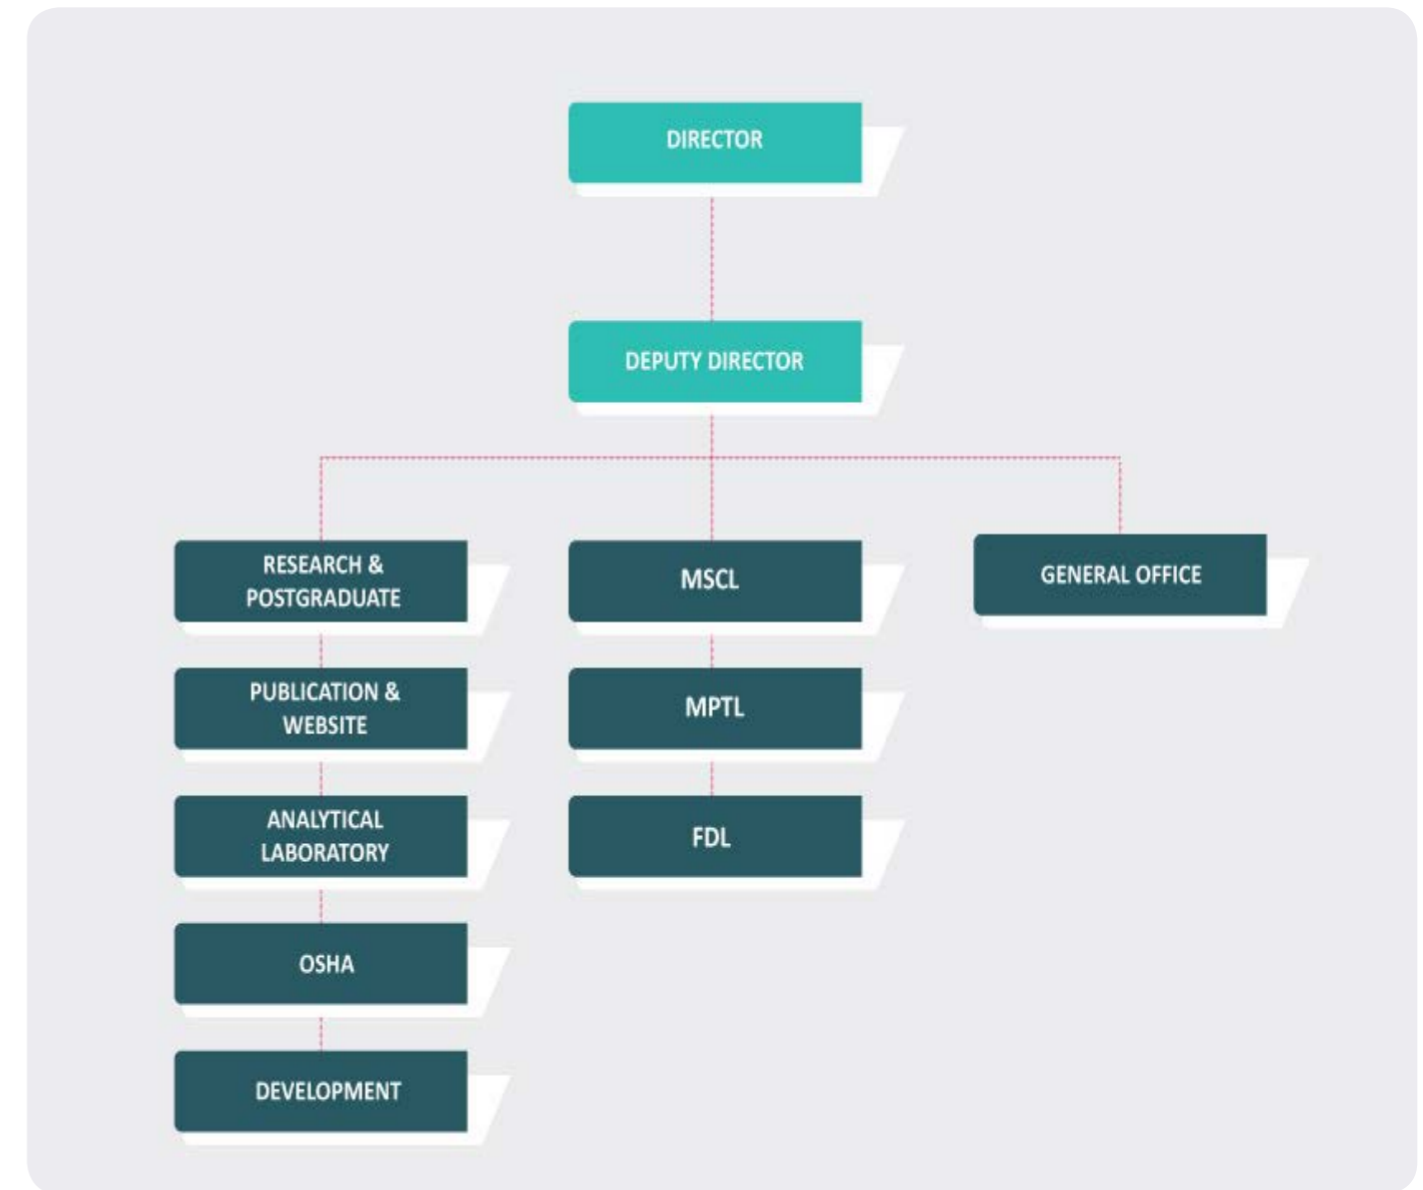 DIRECTOR
DEPUTY DIRECTOR
RESEARCH &
POSTGRADUATE
MSCL
GENERAL OFFICE
PUBLICATION &
WEBSITE
MPTL
ANALYTICAL
LABORATORY
FDL
OSHA
DEVELOPMENT